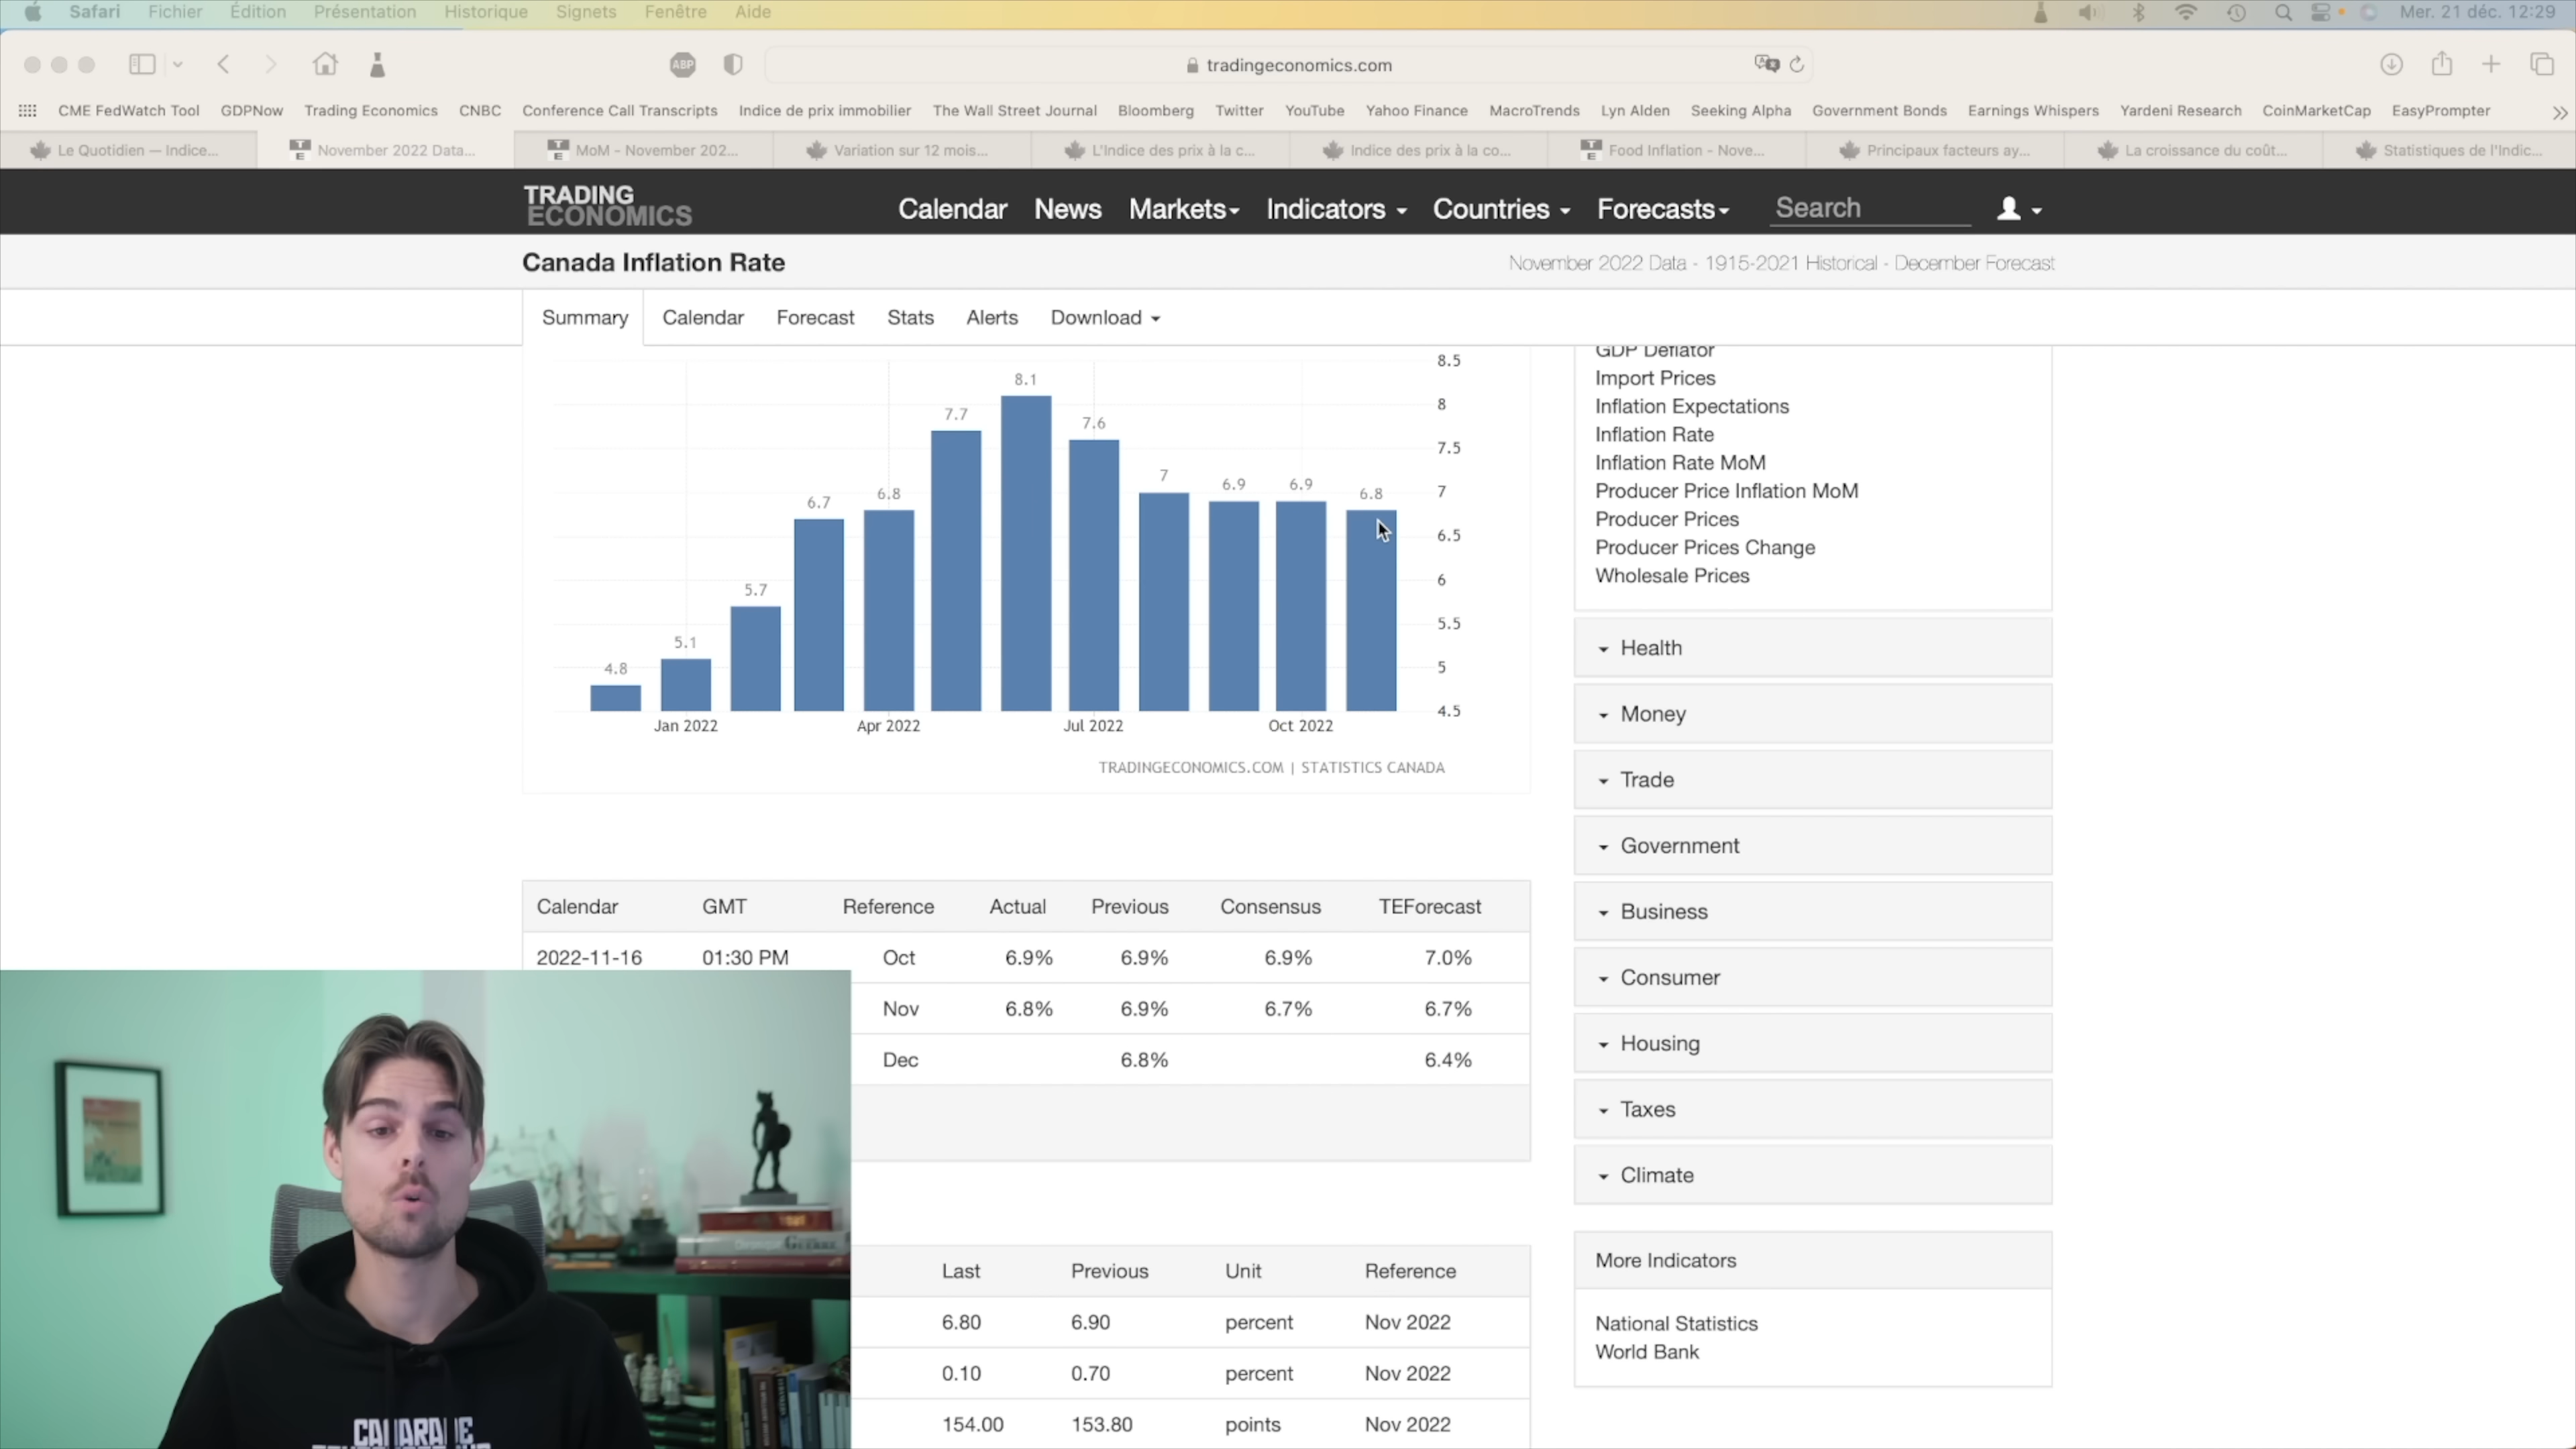 Safari Fichier Édition Présentation Historique Signets Fenêtre Aide Mer. 21 déc. 12:29
ABP tradingeconomics.com
CME FedWatch Tool GDPNow Trading Economics CNBC Conference Call Transcripts Indice de prix immobilier The Wall Street Journal Bloomberg Twitter YouTube Yahoo Finance MacroTrends Lyn Alden Seeking Alpha Government Bonds Earnings Whispers Yardeni Research CoinMarketCap EasyPrompter
Le Quotidien — Indice... November 2022 Data... MoM - November 202... Variation sur 12 mois... L'Indice des prix à la c... Indice des prix à la co... Food Inflation - Nove... Principaux facteurs ay... La croissance du coût... Statistiques de l'Indic...
TRADING
ECONOMICS
Calendar News Markets Indicators Countries Forecasts Search
Canada Inflation Rate November 2022 Data - 1915-2021 Historical - December Forecast
Summary Calendar Forecast Stats Alerts Download
8.5
8
7.5
7
6.5
6
5.5
5
4.5
4.8 5.1 5.7 6.7 6.8 7.7 8.1 7.6 7 6.9 6.9 6.8
Jan 2022 Apr 2022 Jul 2022 Oct 2022
TRADINGECONOMICS.COM | STATISTICS CANADA
Calendar GMT Reference Actual Previous Consensus TEForecast
2022-11-16 01:30 PM Oct 6.9% 6.9% 6.9% 7.0%
Nov 6.8% 6.9% 6.7% 6.7%
Dec 6.8% 6.4%
Last Previous Unit Reference
6.80 6.90 percent Nov 2022
0.10 0.70 percent Nov 2022
154.00 153.80 points Nov 2022
GDP Deflator
Import Prices
Inflation Expectations
Inflation Rate
Inflation Rate MoM
Producer Price Inflation MoM
Producer Prices
Producer Prices Change
Wholesale Prices
Health
Money
Trade
Government
Business
Consumer
Housing
Taxes
Climate
More Indicators
National Statistics
World Bank